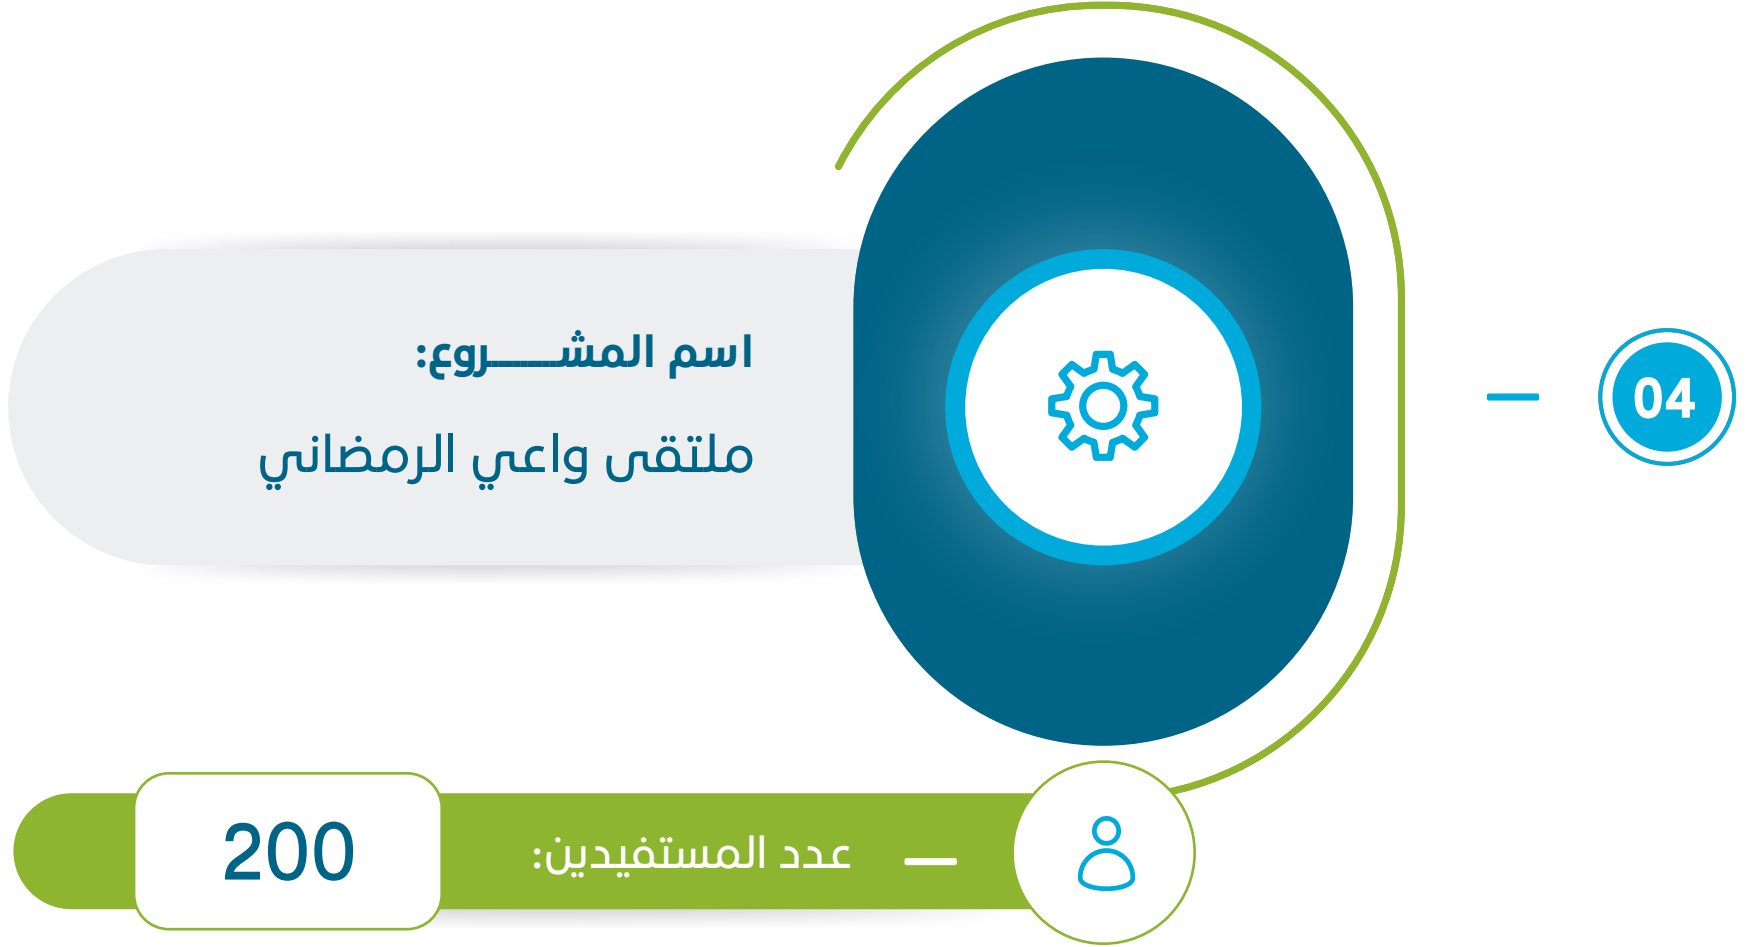 04
اسم المشـــــروع:
ملتقى واعي الرمضاني
عدد المستفيدين:
200